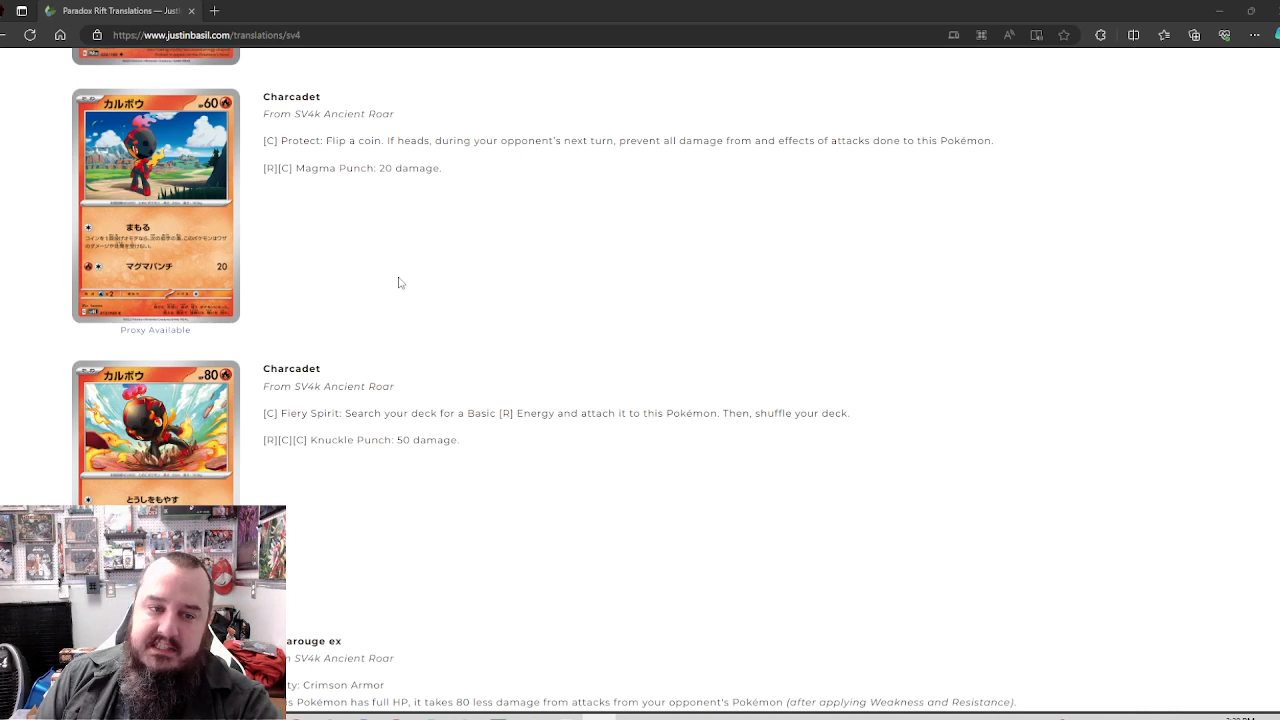 Pandora Rift | Justin
https://www.justinbasil.com/translations/sv4
カルボウ
HP60
Charcadet
From SV4k Ancient Roar
[C] Protect: Flip a coin. If heads, during your opponent's next turn, prevent all damage from and effects of attacks done to this Pokémon.
[R][C] Magma Punch: 20 damage.
まもる
マグマパンチ 20
Proxy Available
カルボウ
HP80
Charcadet
From SV4k Ancient Roar
[C] Fiery Spirit: Search your deck for a Basic [R] Energy and attach it to this Pokémon. Then, shuffle your deck.
[R][C][C] Knuckle Punch: 50 damage.
とうしをもやす
arouge ex
SV4k Ancient Roar
ty: Crimson Armor
s Pokémon has full HP, it takes 80 less damage from attacks from your opponent's Pokémon (after applying Weakness and Resistance).